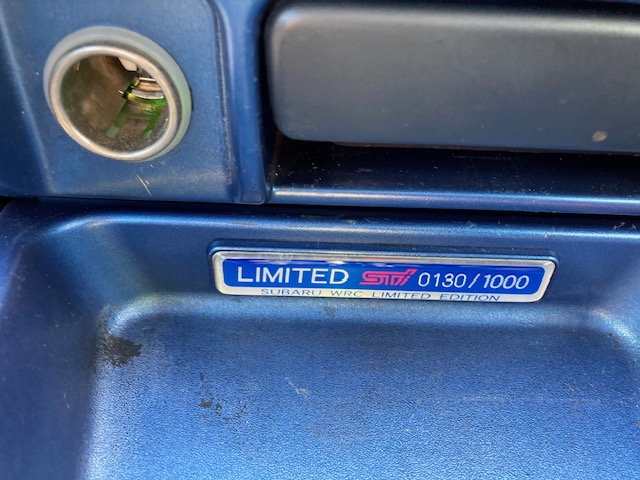 LIMITED STi 0130/1000
SUBARU WRC LIMITED EDITION